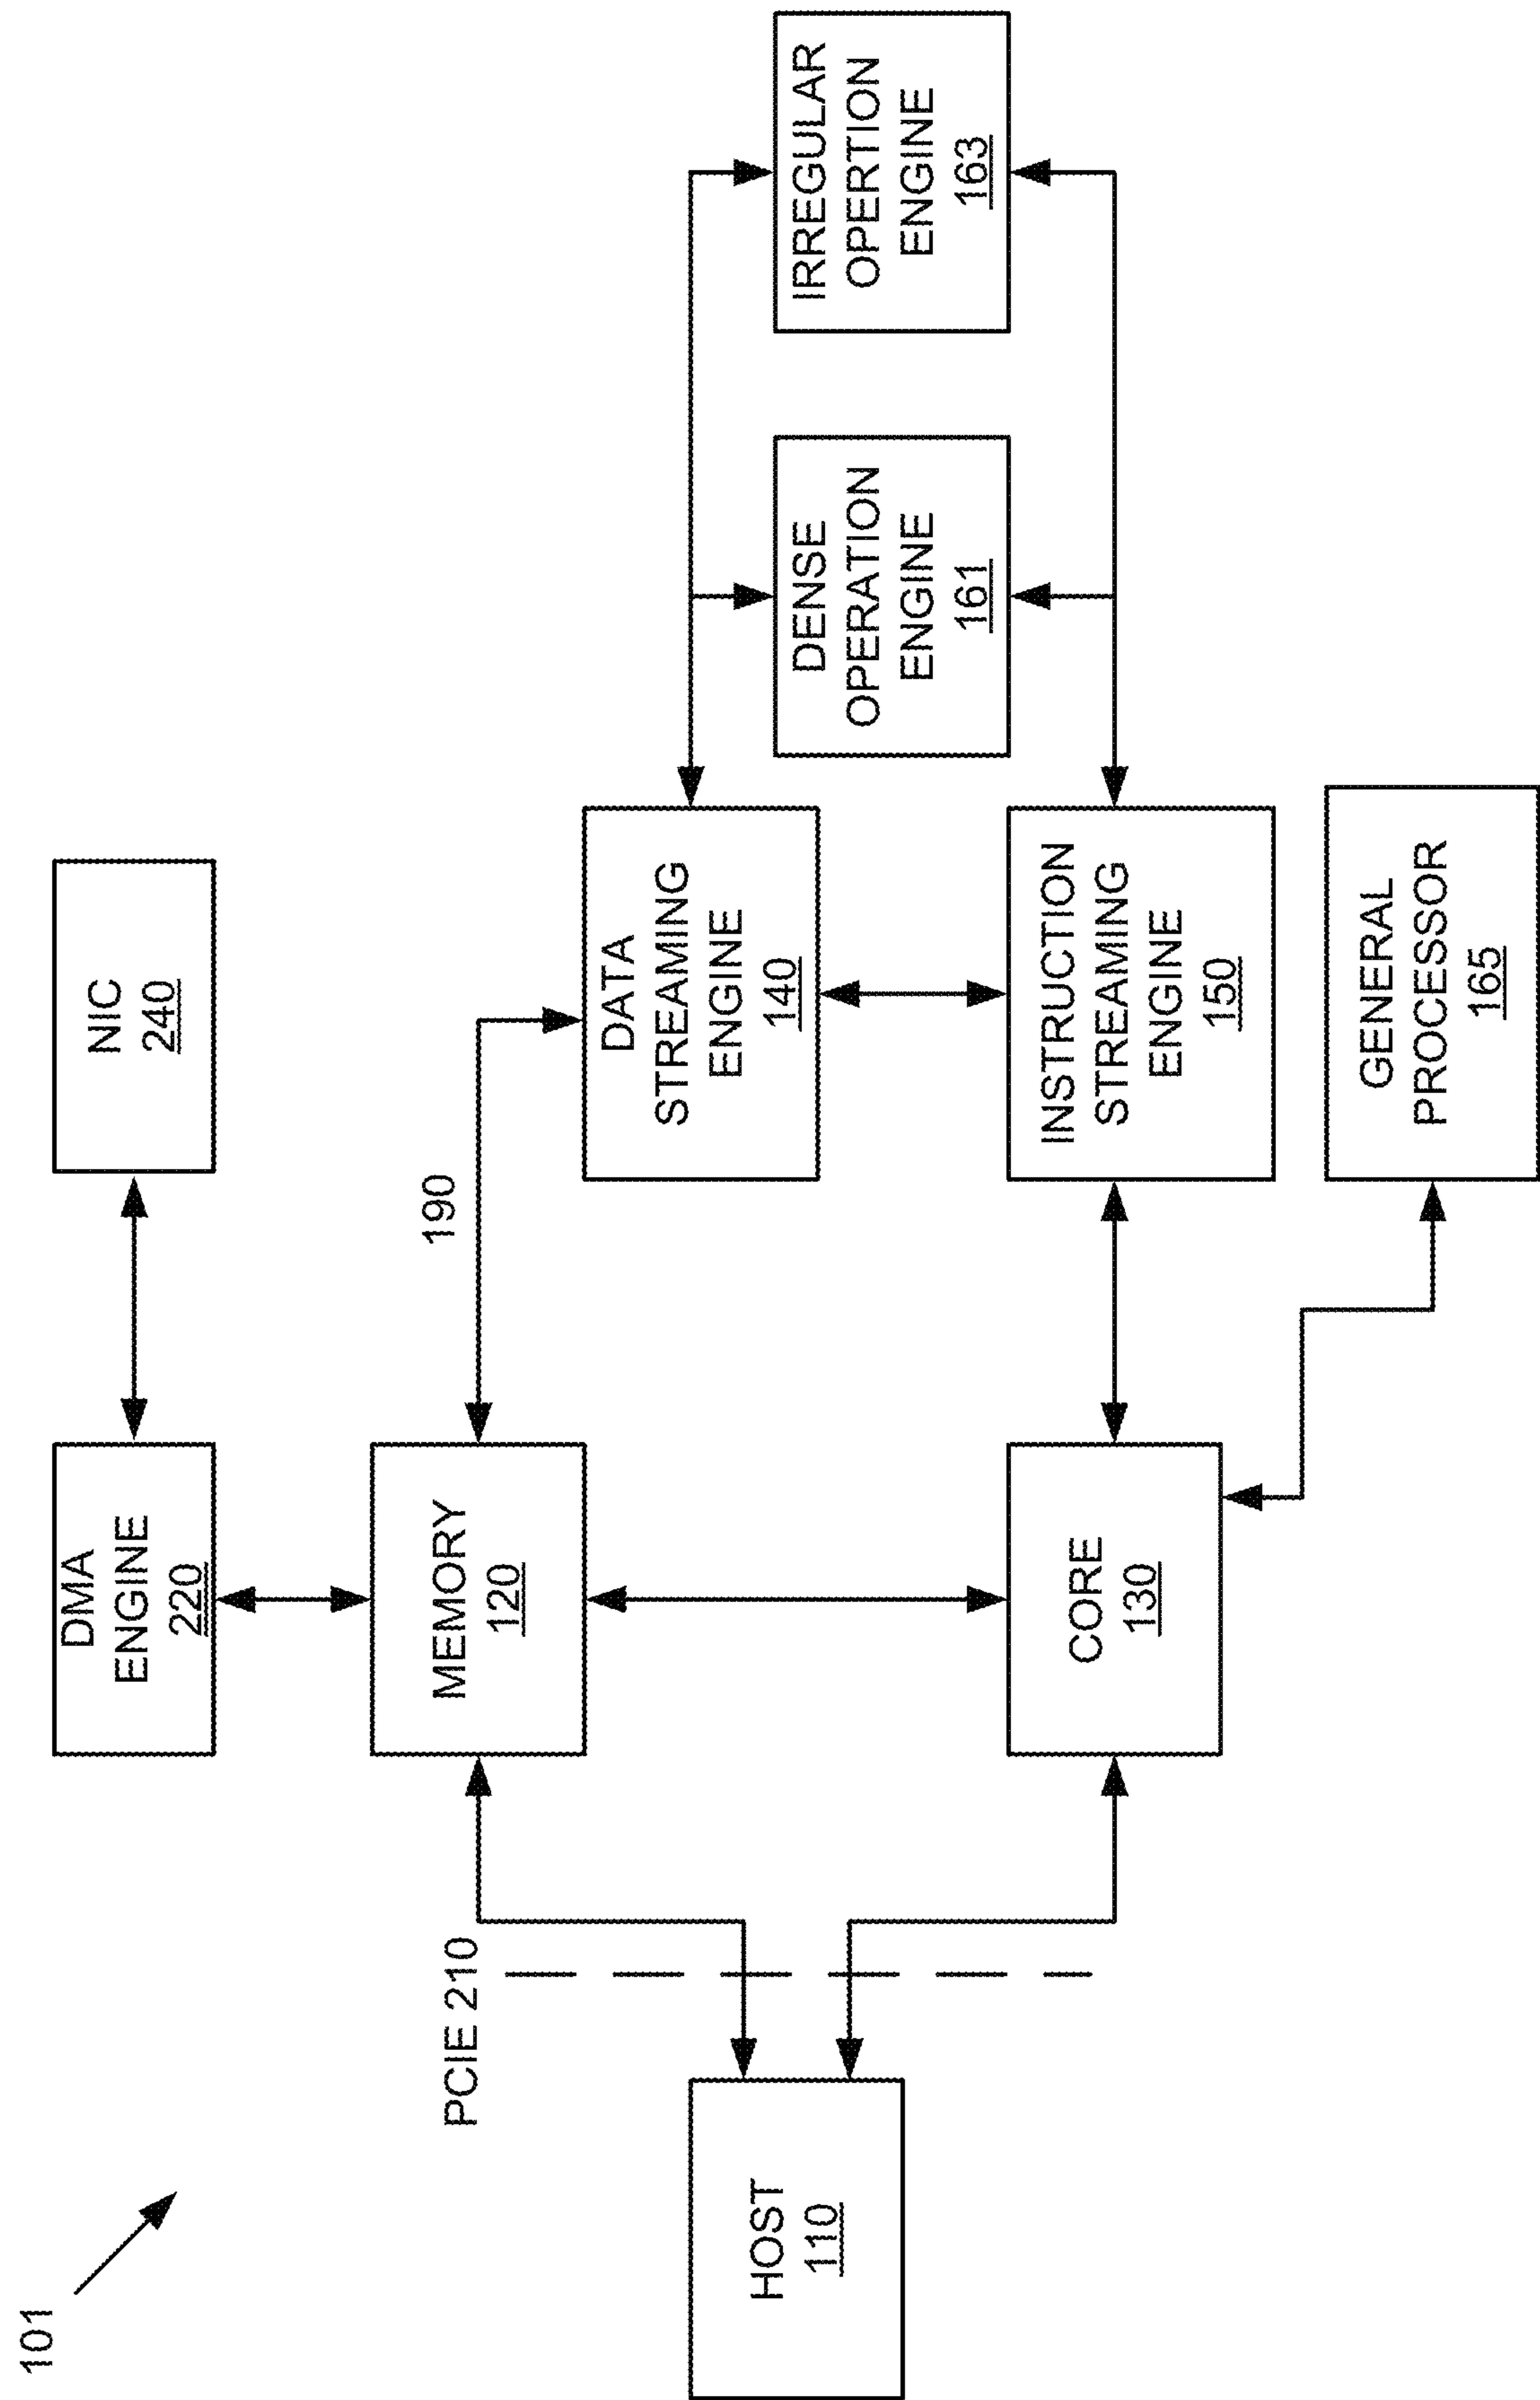 101
HOST
110
PCIE 210
DMA
ENGINE
220
MEMORY
120
CORE
130
190
NIC
240
DATA
STREAMING
ENGINE
140
INSTRUCTION
STREAMING
ENGINE
150
GENERAL
PROCESSOR
165
DENSE
OPERATION
ENGINE
161
IRREGULAR
OPERTION
ENGINE
163